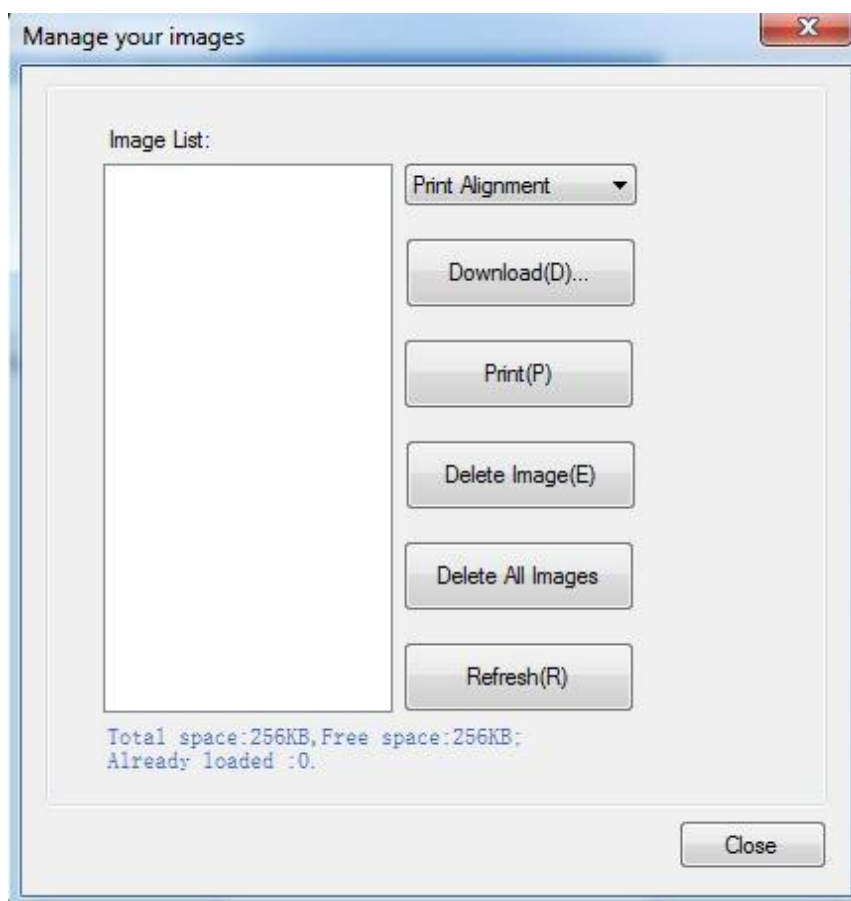 Manage your images
Image List:
Print Alignment
Download(D)...
Print(P)
Delete Image(E)
Delete All Images
Refresh(R)
Total space:256KB,Free space:256KB;
Already loaded :0.
Close